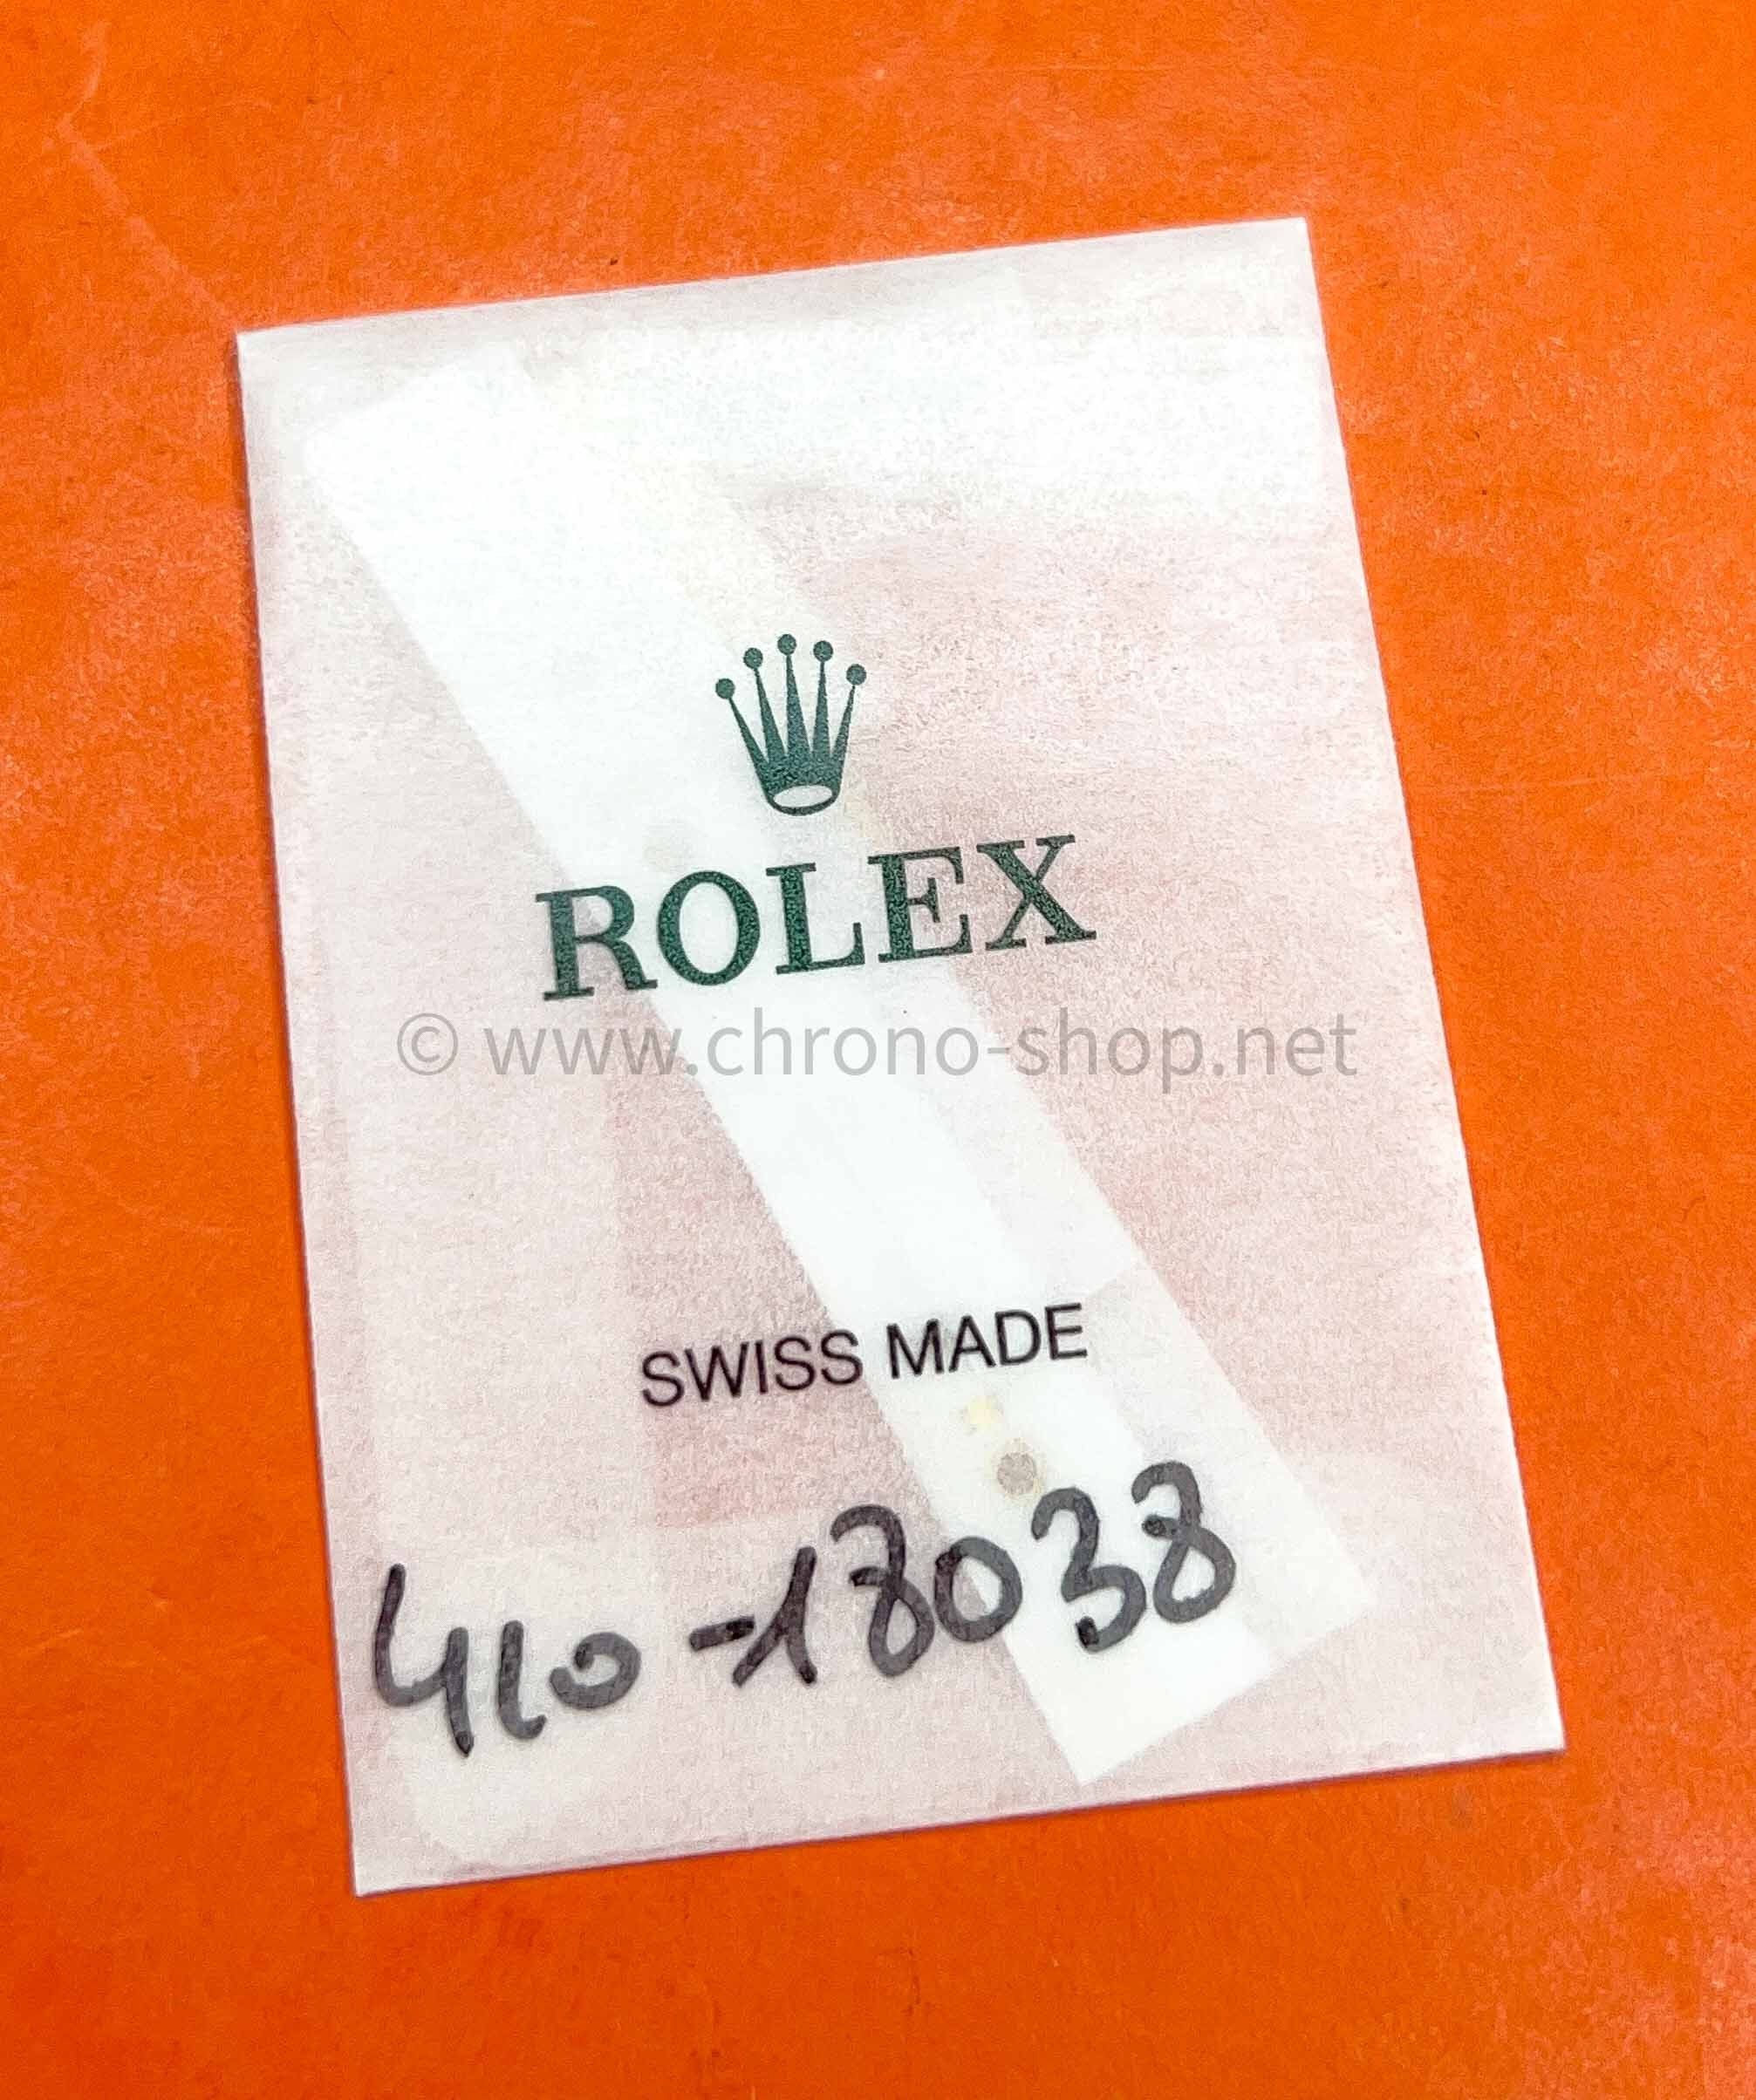 ROLEX
© www.chrono-shop.net
SWISS MADE
410-18038